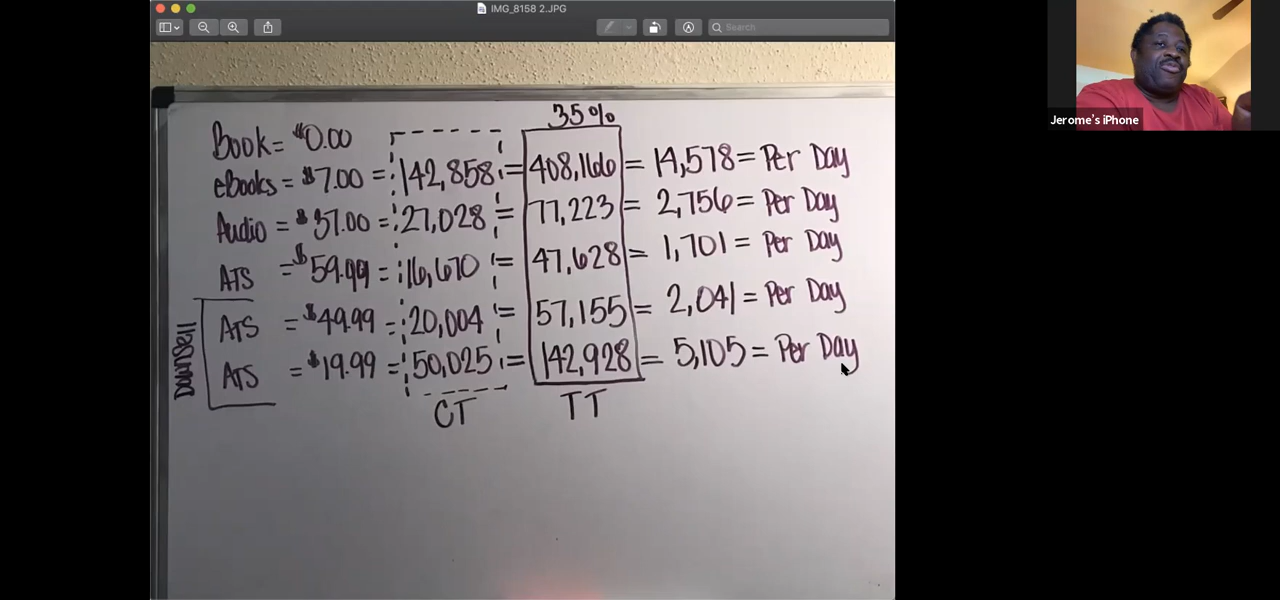 IMG_8158 2.JPG
Search
Jerome's iPhone
35%
Book = $0.00
eBooks = $7.00 = 142,858 = 408,166 = 14,578 = Per Day
Audio = $37.00 = 27,028 = 77,223 = 2,756 = Per Day
ATS = $59.99 = 16,670 = 47,628 = 1,701 = Per Day
ATS = $49.99 = 20,004 = 57,155 = 2,041 = Per Day
ATS = $19.99 = 50,025 = 142,928 = 5,105 = Per Day
DownSell
CT TT